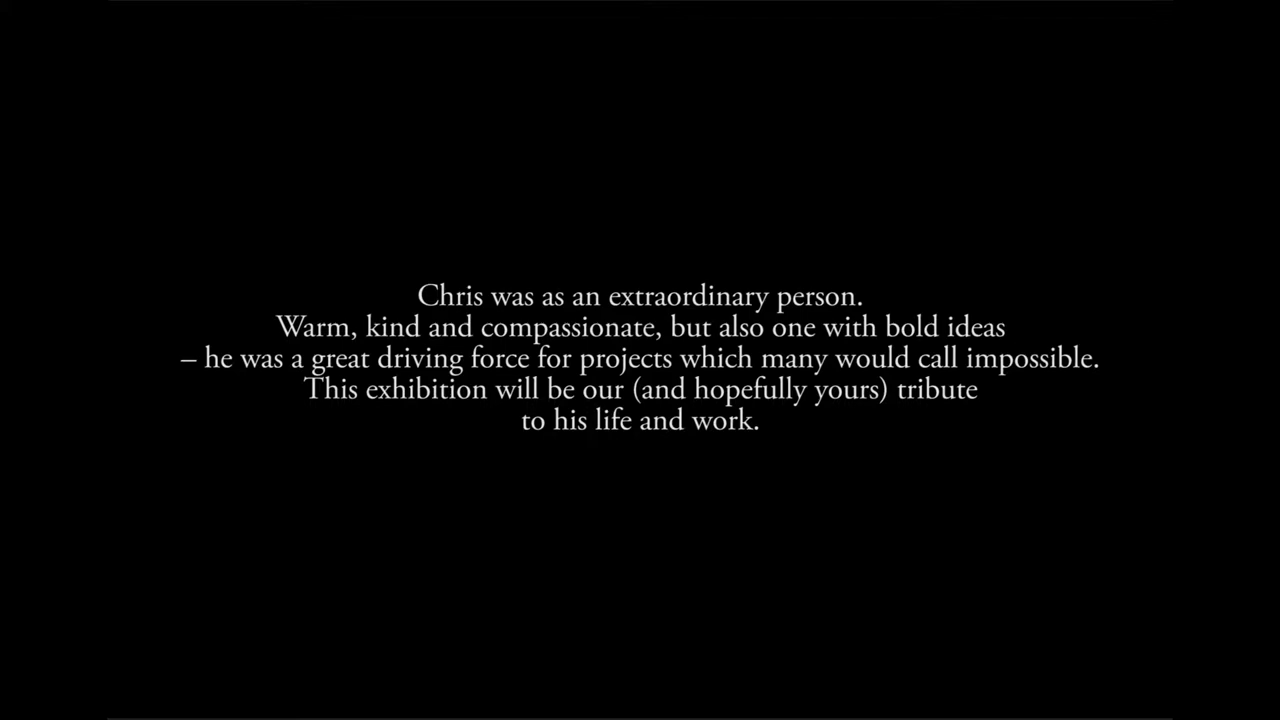 Chris was as an extraordinary person.
Warm, kind and compassionate, but also one with bold ideas
– he was a great driving force for projects which many would call impossible.
This exhibition will be our (and hopefully yours) tribute
to his life and work.